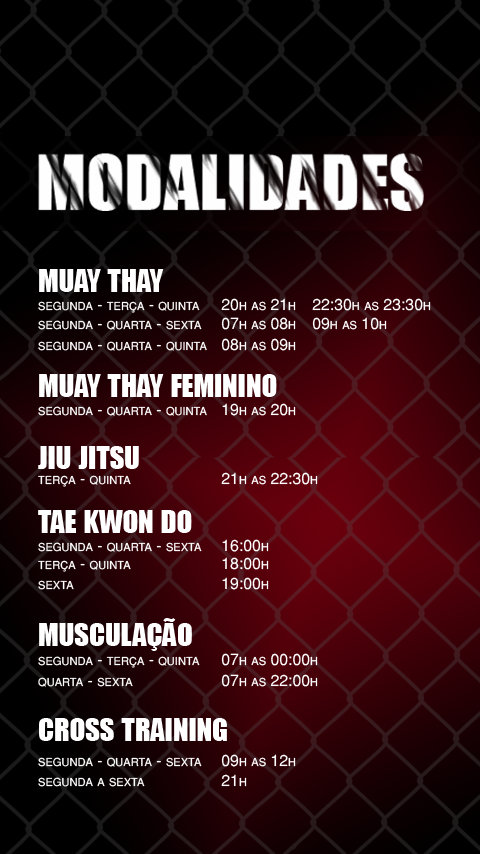 MODALIDADES
MUAY THAY
SEGUNDA - TERÇA - QUINTA 20H AS 21H 22:30H AS 23:30H
SEGUNDA - QUARTA - SEXTA 07H AS 08H 09H AS 10H
SEGUNDA - QUARTA - QUINTA 08H AS 09H
MUAY THAY FEMININO
SEGUNDA - QUARTA - QUINTA 19H AS 20H
JIU JITSU
TERÇA - QUINTA 21H AS 22:30H
TAE KWON DO
SEGUNDA - QUARTA - SEXTA 16:00H
TERÇA - QUINTA 18:00H
SEXTA 19:00H
MUSCULAÇÃO
SEGUNDA - TERÇA - QUINTA 07H AS 00:00H
QUARTA - SEXTA 07H AS 22:00H
CROSS TRAINING
SEGUNDA - QUARTA - SEXTA 09H AS 12H
SEGUNDA A SEXTA 21H